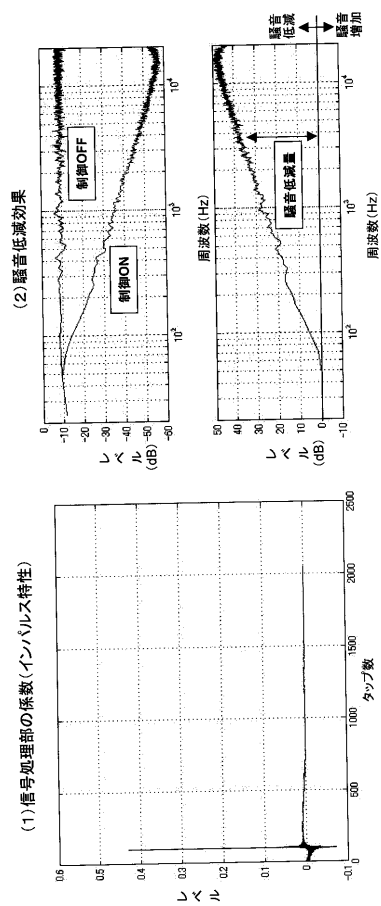 (1)信号処理部の係数(インパルス特性)
レベル
0.6
0.5
0.4
0.3
0.2
0.1
0
-0.1
0
500
1000
1500
2000
2500
タップ数
(2)騒音低減効果
レベル
(dB)
0
-10
-20
-30
-40
-50
-60
制御OFF
制御ON
10²
10³
10⁴
周波数(Hz)
レベル
(dB)
50
40
30
20
10
0
-10
騒音低減量
騒音
低減
騒音
増加
10²
10³
10⁴
周波数(Hz)